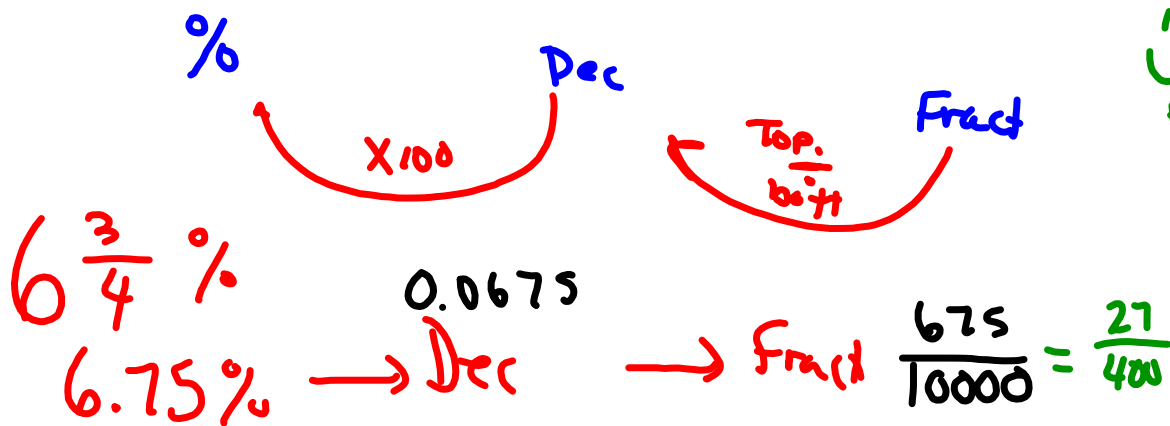 % Dec Fract
X100 Top. ÷ bott
6 3/4 % 0.0675
6.75% → Dec → Fract 675/10000 = 27/400